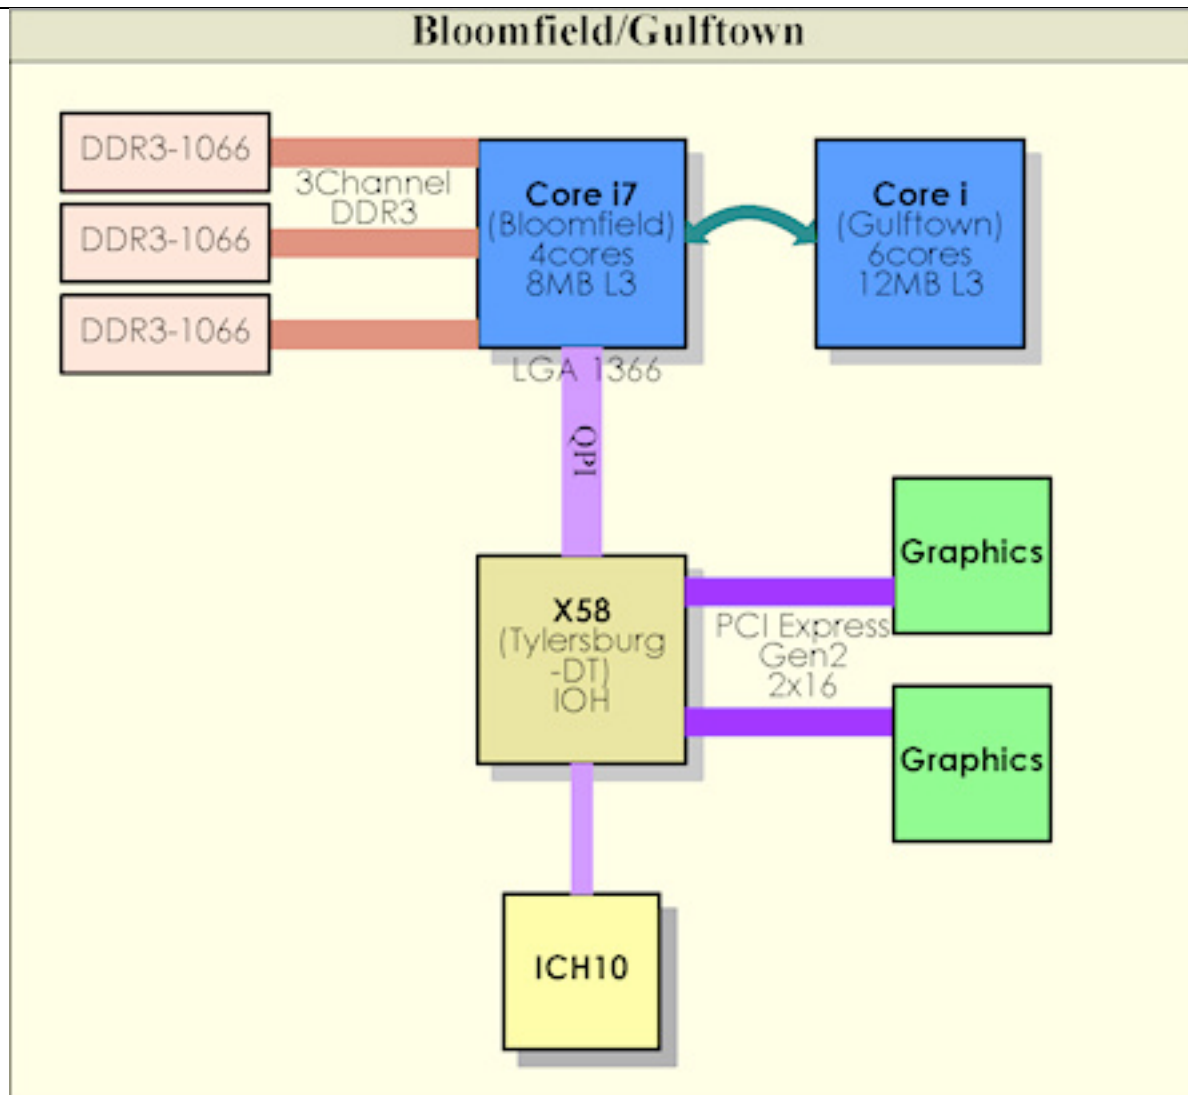 Bloomfield/Gulftown
DDR3-1066
3Channel
DDR3
DDR3-1066
DDR3-1066
Core i7
(Bloomfield)
4cores
8MB L3
LGA 1366
Core i
(Gulftown)
6cores
12MB L3
QPI
X58
(Tylersburg
-DT)
IOH
PCI Express
Gen2
2x16
Graphics
Graphics
ICH10